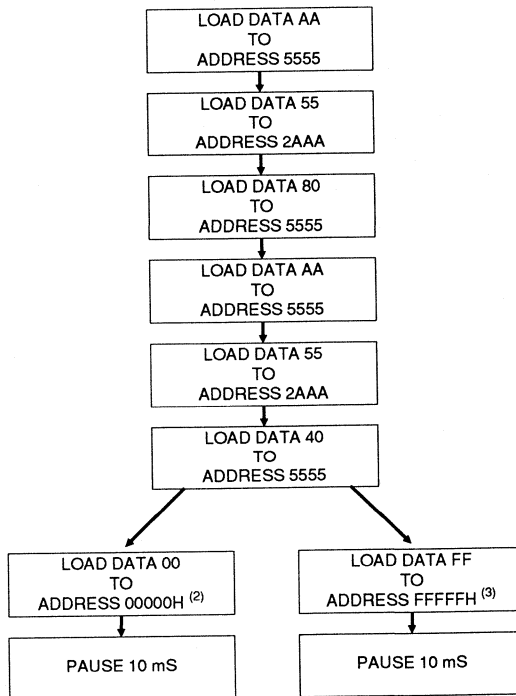 LOAD DATA AA
TO
ADDRESS 5555
LOAD DATA 55
TO
ADDRESS 2AAA
LOAD DATA 80
TO
ADDRESS 5555
LOAD DATA AA
TO
ADDRESS 5555
LOAD DATA 55
TO
ADDRESS 2AAA
LOAD DATA 40
TO
ADDRESS 5555
LOAD DATA 00
TO
ADDRESS 00000H (2)
PAUSE 10 mS
LOAD DATA FF
TO
ADDRESS FFFFFH (3)
PAUSE 10 mS